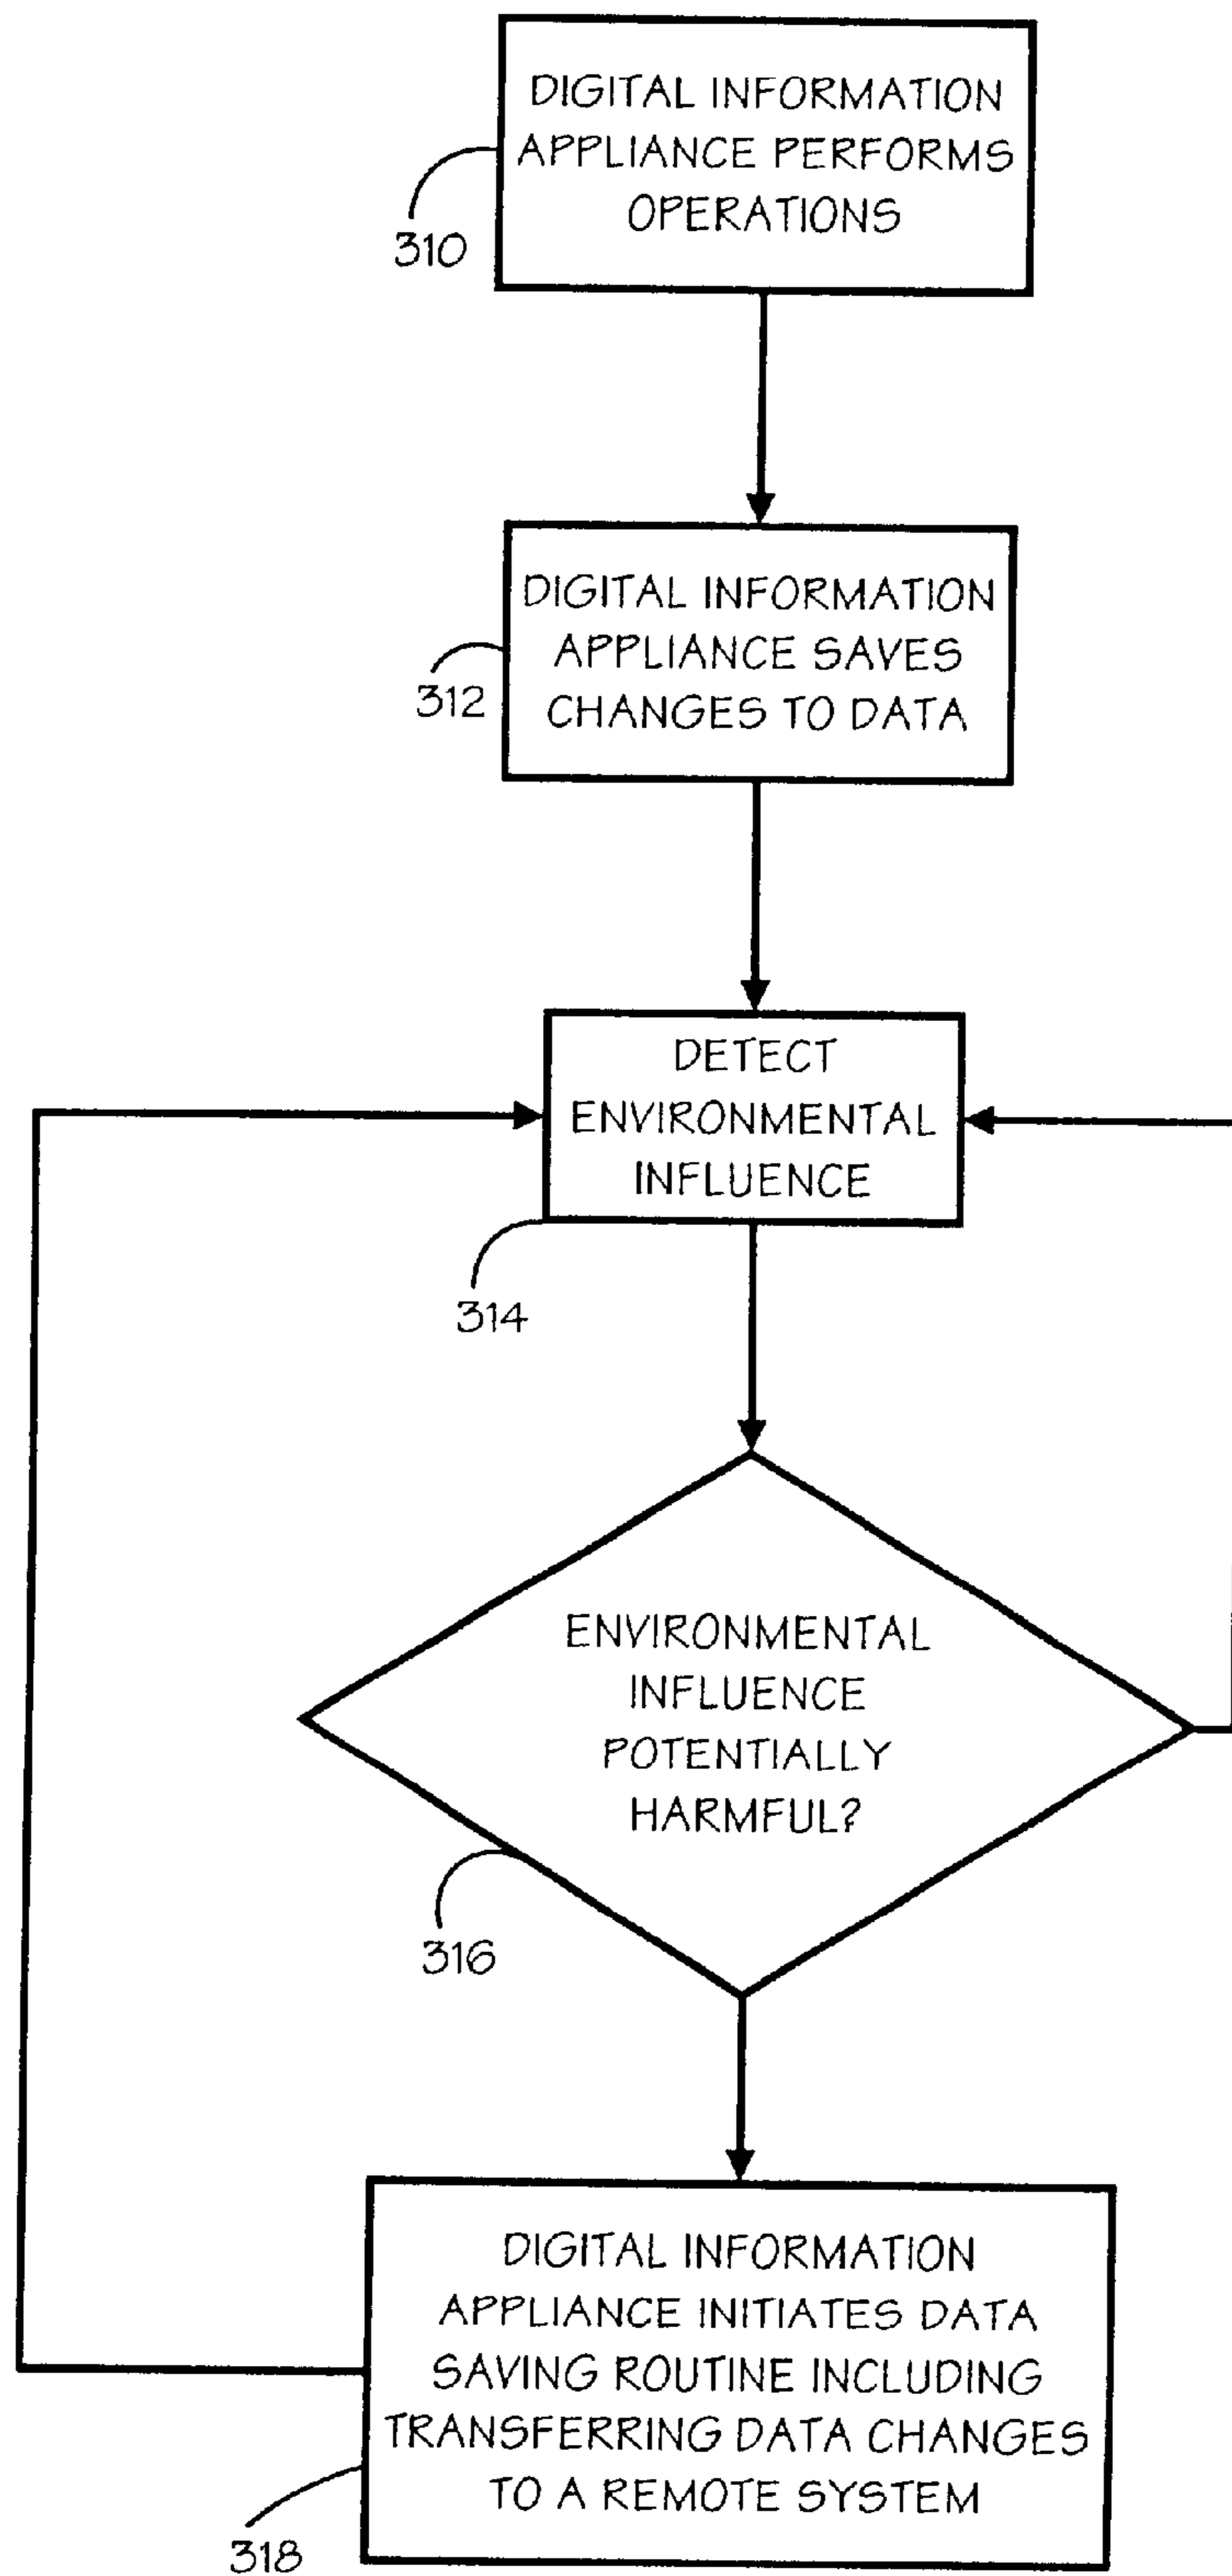 DIGITAL INFORMATION
APPLIANCE PERFORMS
OPERATIONS
310
DIGITAL INFORMATION
APPLIANCE SAVES
CHANGES TO DATA
312
DETECT
ENVIRONMENTAL
INFLUENCE
314
ENVIRONMENTAL
INFLUENCE
POTENTIALLY
HARMFUL?
316
DIGITAL INFORMATION
APPLIANCE INITIATES DATA
SAVING ROUTINE INCLUDING
TRANSFERRING DATA CHANGES
TO A REMOTE SYSTEM
318